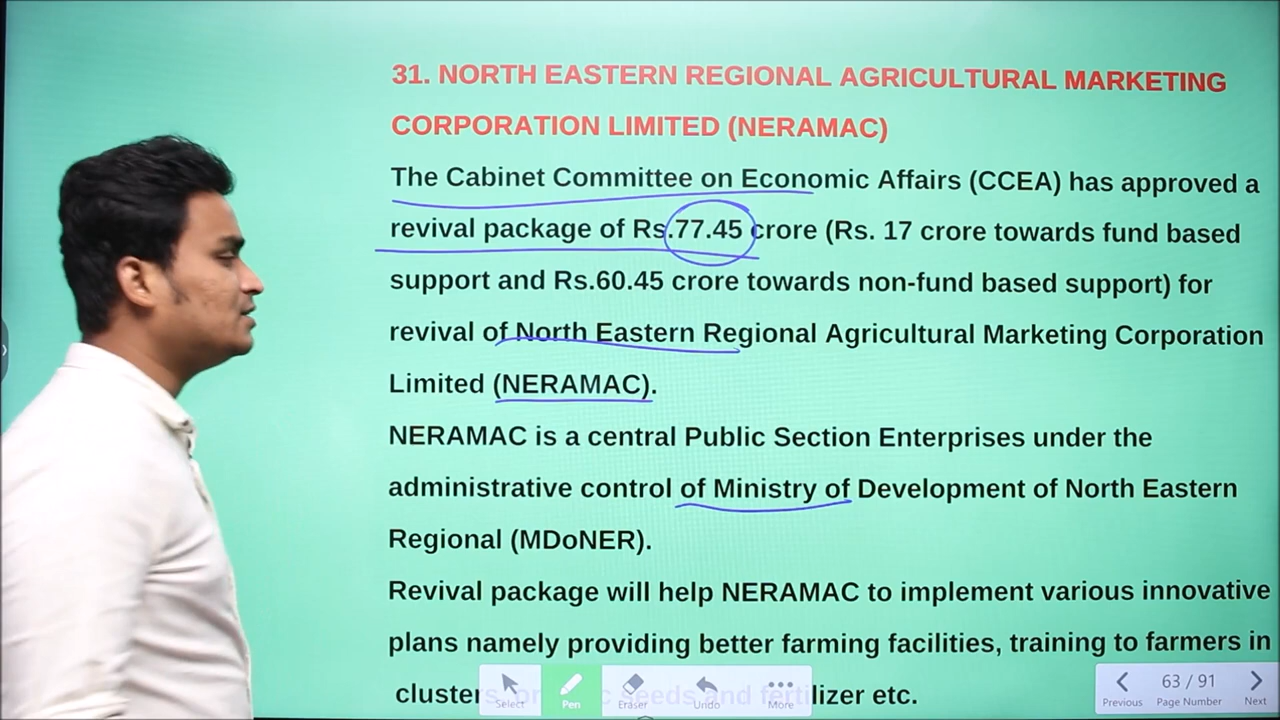 31. NORTH EASTERN REGIONAL AGRICULTURAL MARKETING
CORPORATION LIMITED (NERAMAC)
The Cabinet Committee on Economic Affairs (CCEA) has approved a
revival package of Rs.77.45 crore (Rs. 17 crore towards fund based
support and Rs.60.45 crore towards non-fund based support) for
revival of North Eastern Regional Agricultural Marketing Corporation
Limited (NERAMAC).
NERAMAC is a central Public Section Enterprises under the
administrative control of Ministry of Development of North Eastern
Regional (MDoNER).
Revival package will help NERAMAC to implement various innovative
plans namely providing better farming facilities, training to farmers in
clusters, seeds and fertilizer etc.
Select Pen Eraser Undo More
Previous 63 / 91 Page Number Next